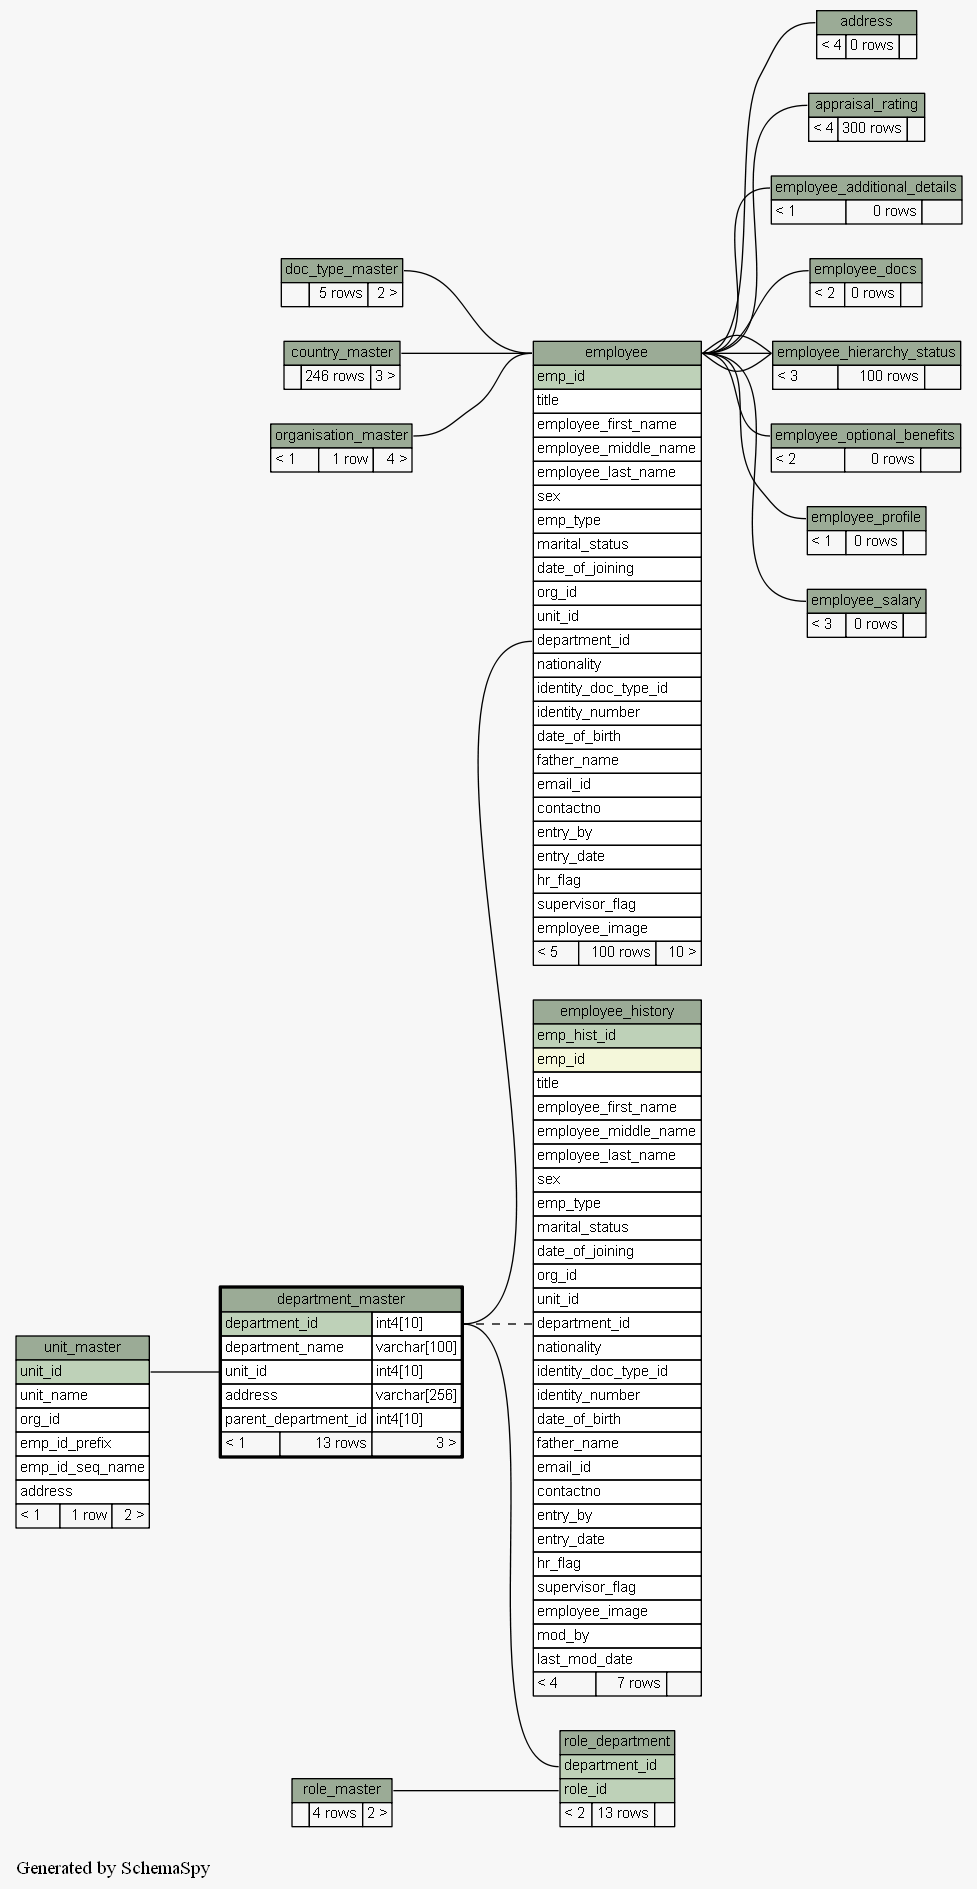 address
< 4 0 rows
appraisal_rating
< 4 300 rows
employee_additional_details
< 1 0 rows
doc_type_master
5 rows 2 >
employee_docs
< 2 0 rows
country_master
246 rows 3 >
employee_hierarchy_status
< 3 100 rows
organisation_master
< 1 1 row 4 >
employee_optional_benefits
< 2 0 rows
employee_profile
< 1 0 rows
employee_salary
< 3 0 rows
employee
emp_id
title
employee_first_name
employee_middle_name
employee_last_name
sex
emp_type
marital_status
date_of_joining
org_id
unit_id
department_id
nationality
identity_doc_type_id
identity_number
date_of_birth
father_name
email_id
contactno
entry_by
entry_date
hr_flag
supervisor_flag
employee_image
< 5 100 rows 10 >
employee_history
emp_hist_id
emp_id
title
employee_first_name
employee_middle_name
employee_last_name
sex
emp_type
marital_status
date_of_joining
org_id
unit_id
department_id
nationality
identity_doc_type_id
identity_number
date_of_birth
father_name
email_id
contactno
entry_by
entry_date
hr_flag
supervisor_flag
employee_image
mod_by
last_mod_date
< 4 7 rows
department_master
department_id int4[10]
department_name varchar[100]
unit_id int4[10]
address varchar[256]
parent_department_id int4[10]
< 1 13 rows 3 >
unit_master
unit_id
unit_name
org_id
emp_id_prefix
emp_id_seq_name
address
< 1 1 row 2 >
role_department
department_id
role_id
< 2 13 rows
role_master
4 rows 2 >
Generated by SchemaSpy